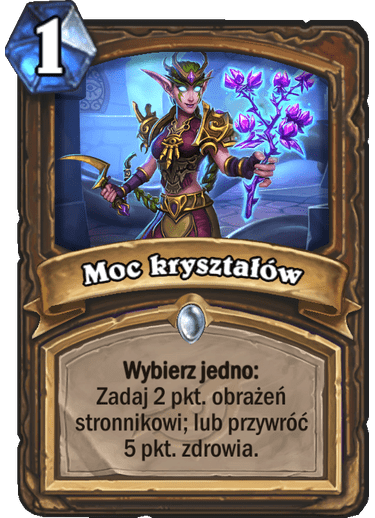 1
Moc kryształów
Wybierz jedno:
Zadaj 2 pkt. obrażeń
stronnikowi; lub przywróć
5 pkt. zdrowia.